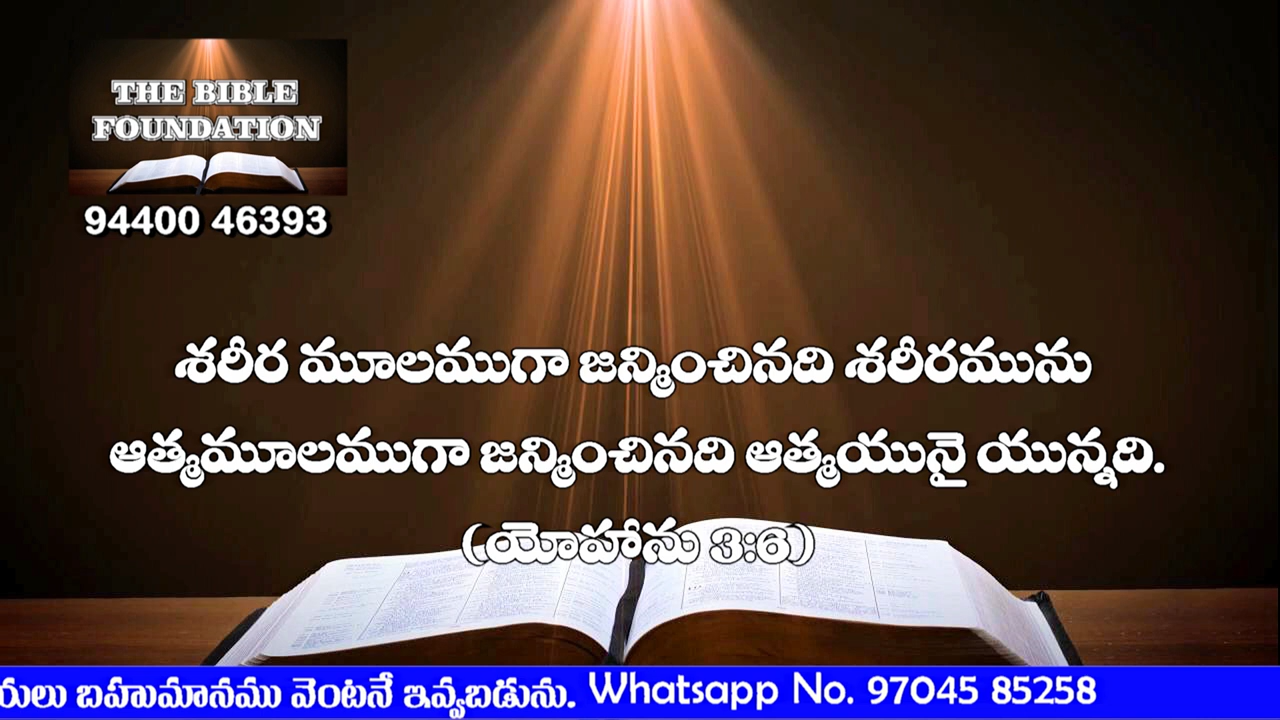 THE BIBLE
FOUNDATION
94400 46393
శరీర మూలముగా జన్మించినది శరీరమును
ఆత్మమూలముగా జన్మించినది ఆత్మయునై యున్నది.
(యోహాను 3:6)
బహుమానము వెంటనే ఇవ్వబడును. Whatsapp No. 97045 85258